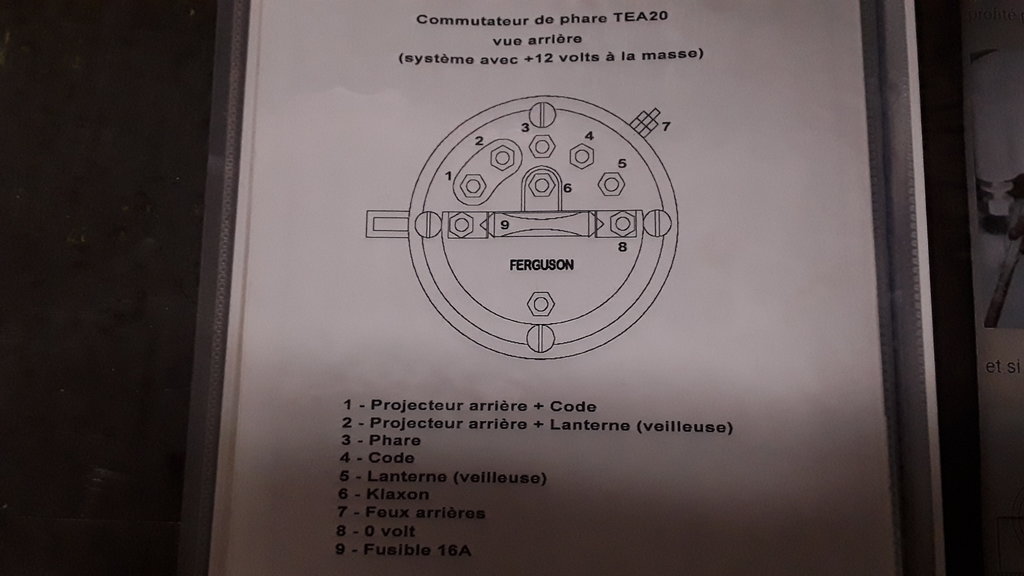 Commutateur de phare TEA20
vue arrière
(système avec +12 volts à la masse)
7
3
2
4
5
1
6
9
8
FERGUSON
1 - Projecteur arrière + Code
2 - Projecteur arrière + Lanterne (veilleuse)
3 - Phare
4 - Code
5 - Lanterne (veilleuse)
6 - Klaxon
7 - Feux arrières
8 - 0 volt
9 - Fusible 16A
profite
et si